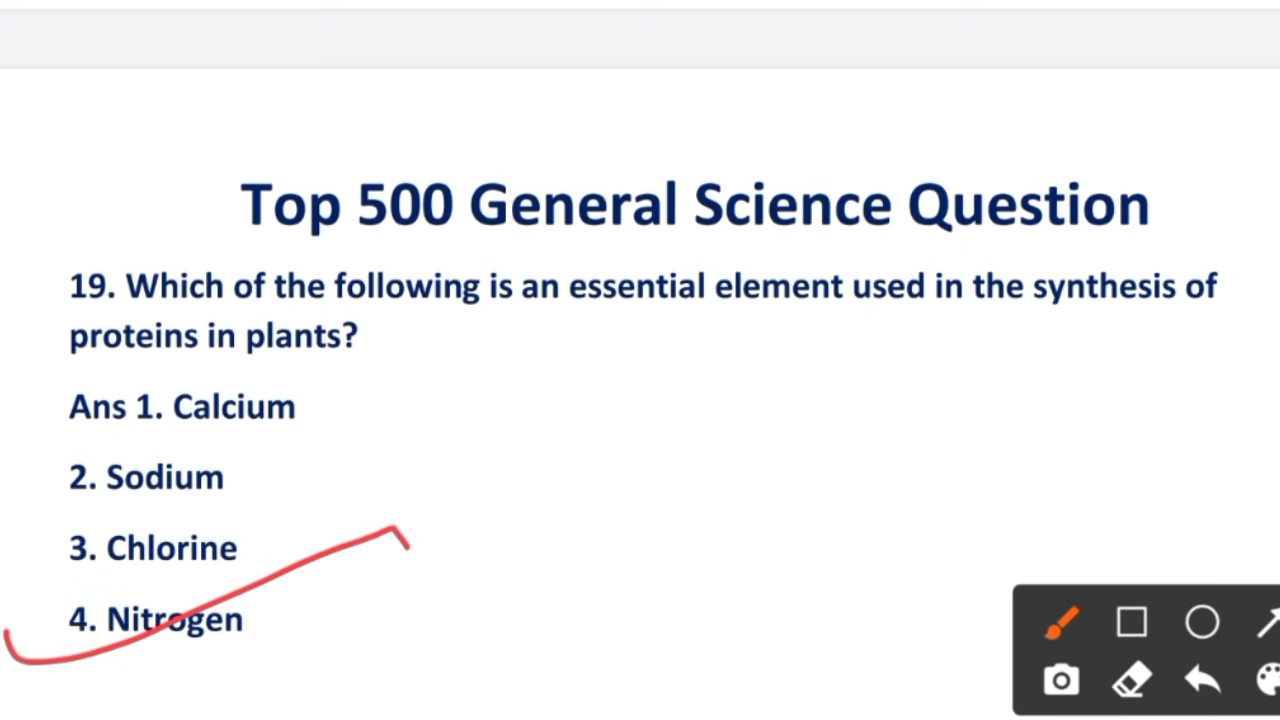 Top 500 General Science Question
19. Which of the following is an essential element used in the synthesis of
proteins in plants?
Ans 1. Calcium
2. Sodium
3. Chlorine
4. Nitrogen